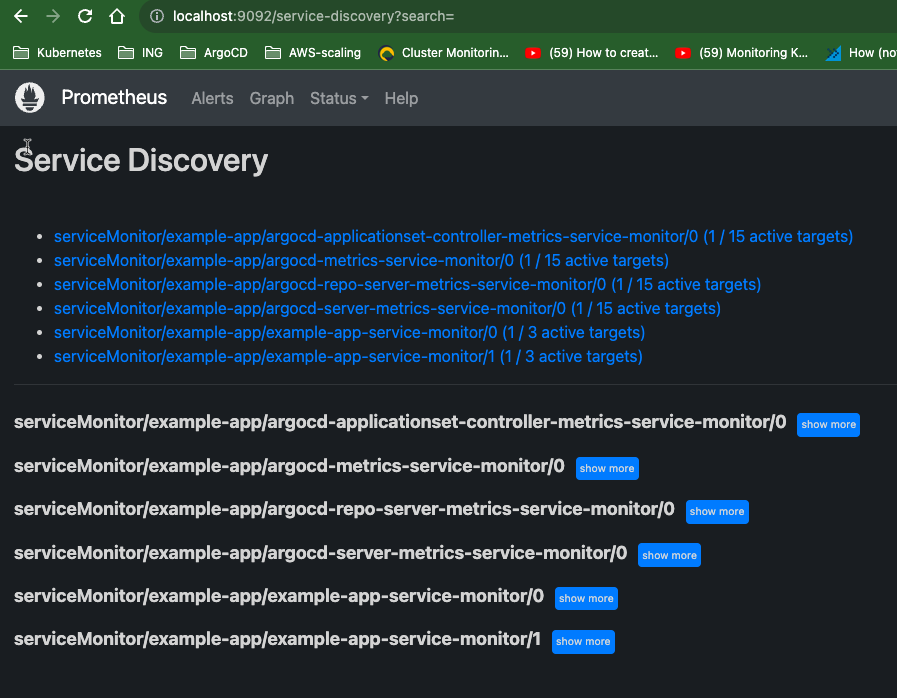 localhost:9092/service-discovery?search=
Kubernetes ING ArgoCD AWS-scaling Cluster Monitorin... (59) How to creat... (59) Monitoring K... How (no
Prometheus Alerts Graph Status Help
Service Discovery
serviceMonitor/example-app/argocd-applicationset-controller-metrics-service-monitor/0 (1 / 15 active targets)
serviceMonitor/example-app/argocd-metrics-service-monitor/0 (1 / 15 active targets)
serviceMonitor/example-app/argocd-repo-server-metrics-service-monitor/0 (1 / 15 active targets)
serviceMonitor/example-app/argocd-server-metrics-service-monitor/0 (1 / 15 active targets)
serviceMonitor/example-app/example-app-service-monitor/0 (1 / 3 active targets)
serviceMonitor/example-app/example-app-service-monitor/1 (1 / 3 active targets)
serviceMonitor/example-app/argocd-applicationset-controller-metrics-service-monitor/0 show more
serviceMonitor/example-app/argocd-metrics-service-monitor/0 show more
serviceMonitor/example-app/argocd-repo-server-metrics-service-monitor/0 show more
serviceMonitor/example-app/argocd-server-metrics-service-monitor/0 show more
serviceMonitor/example-app/example-app-service-monitor/0 show more
serviceMonitor/example-app/example-app-service-monitor/1 show more